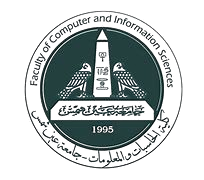 Faculty of Computer and Information Sciences
جامعة عين شمس
1995
كلية الحاسبات والمعلومات - جامعة عين شمس